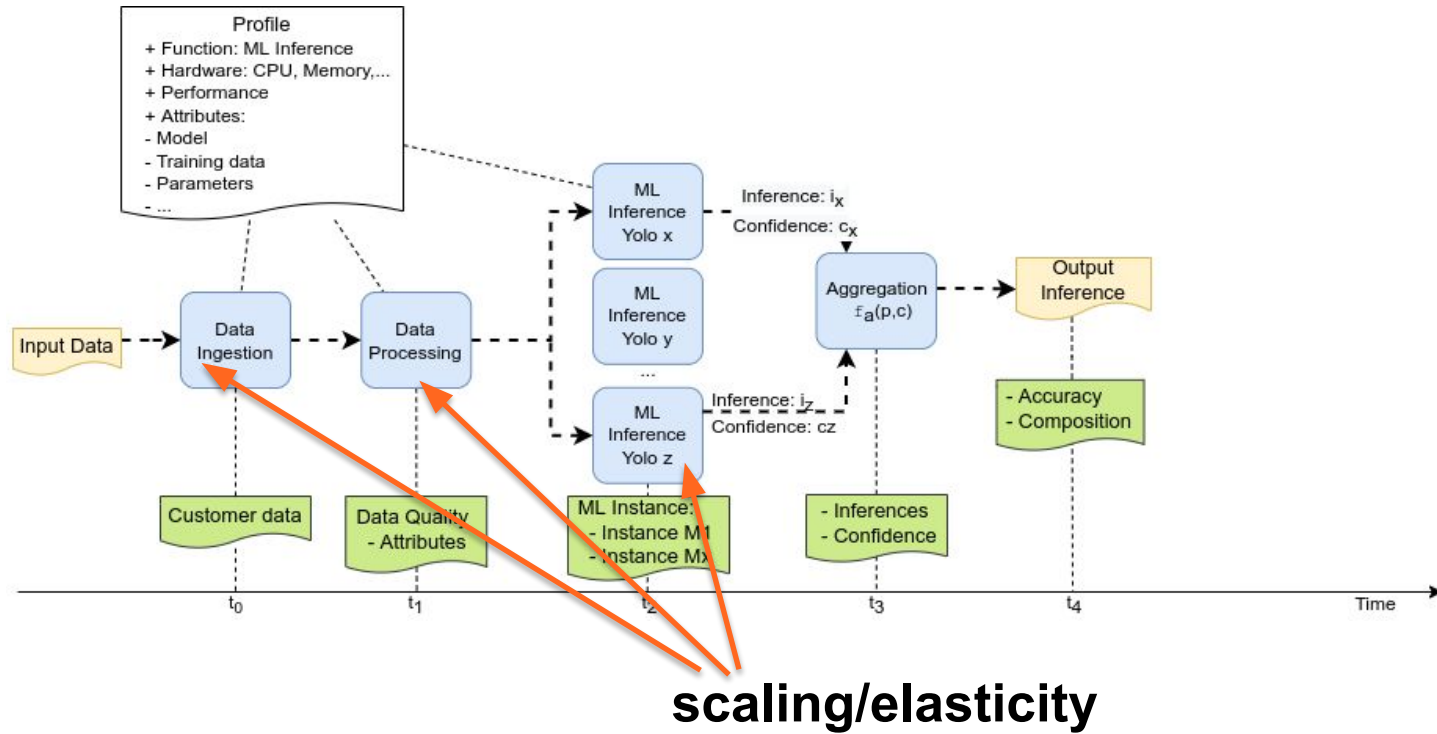 Profile
+ Function: ML Inference
+ Hardware: CPU, Memory,...
+ Performance
+ Attributes:
- Model
- Training data
- Parameters
- ...
Input Data
Data
Ingestion
Data
Processing
ML
Inference
Yolo x
ML
Inference
Yolo y
...
ML
Inference
Yolo z
Inference: iₓ
Confidence: cₓ
Inference: i_z
Confidence: cz
Aggregation
fₐ(p,c)
Output
Inference
Customer data
Data Quality
- Attributes
ML Instance:
- Instance M1
- Instance Mx
- Inferences
- Confidence
- Accuracy
- Composition
t₀
t₁
t₂
t₃
t₄
Time
scaling/elasticity